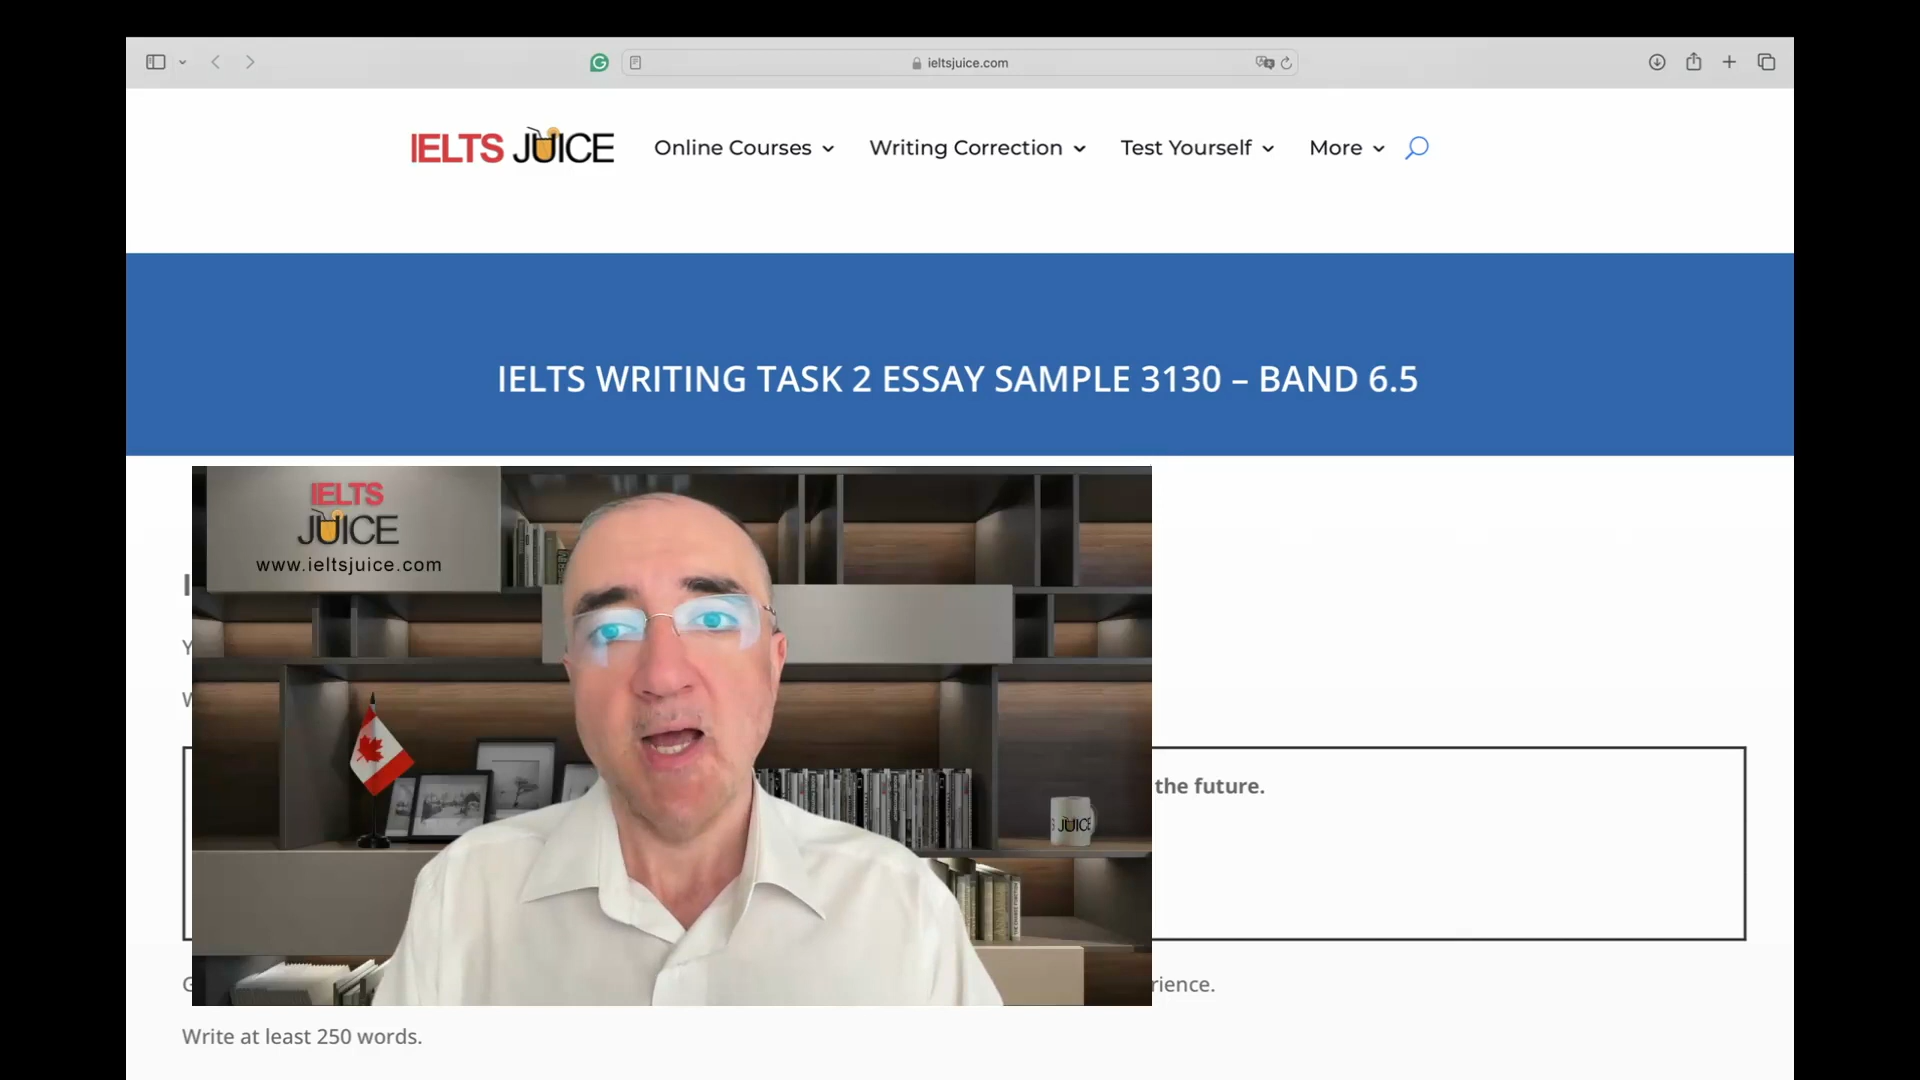 ieltsjuice.com
IELTS JUICE
Online Courses
Writing Correction
Test Yourself
More
IELTS WRITING TASK 2 ESSAY SAMPLE 3130 – BAND 6.5
IELTS
JUICE
www.ieltsjuice.com
the future.
JUICE
Write at least 250 words.